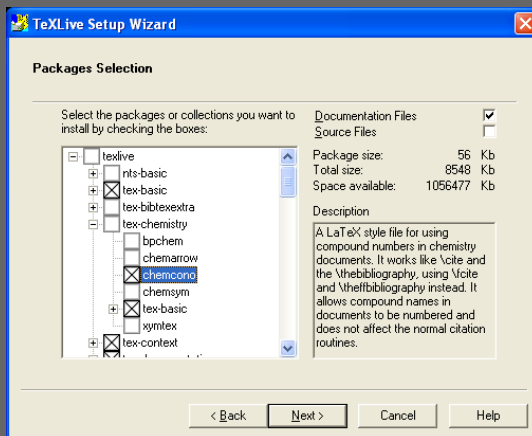 TeXLive Setup Wizard
Packages Selection
Select the packages or collections you want to
install by checking the boxes:
texlive
nts-basic
tex-basic
tex-bibtexextra
tex-chemistry
bpchem
chemarrow
chemcono
chemsym
tex-basic
xymtex
tex-context
Documentation Files
Source Files
Package size: 56 Kb
Total size: 8548 Kb
Space available: 1056477 Kb
Description
A LaTeX style file for using
compound numbers in chemistry
documents. It works like \cite and
the \thebibliography, using \fcite
and \theffbibliography instead. It
allows compound names in
documents to be numbered and
does not affect the normal citation
routines.
< Back
Next >
Cancel
Help